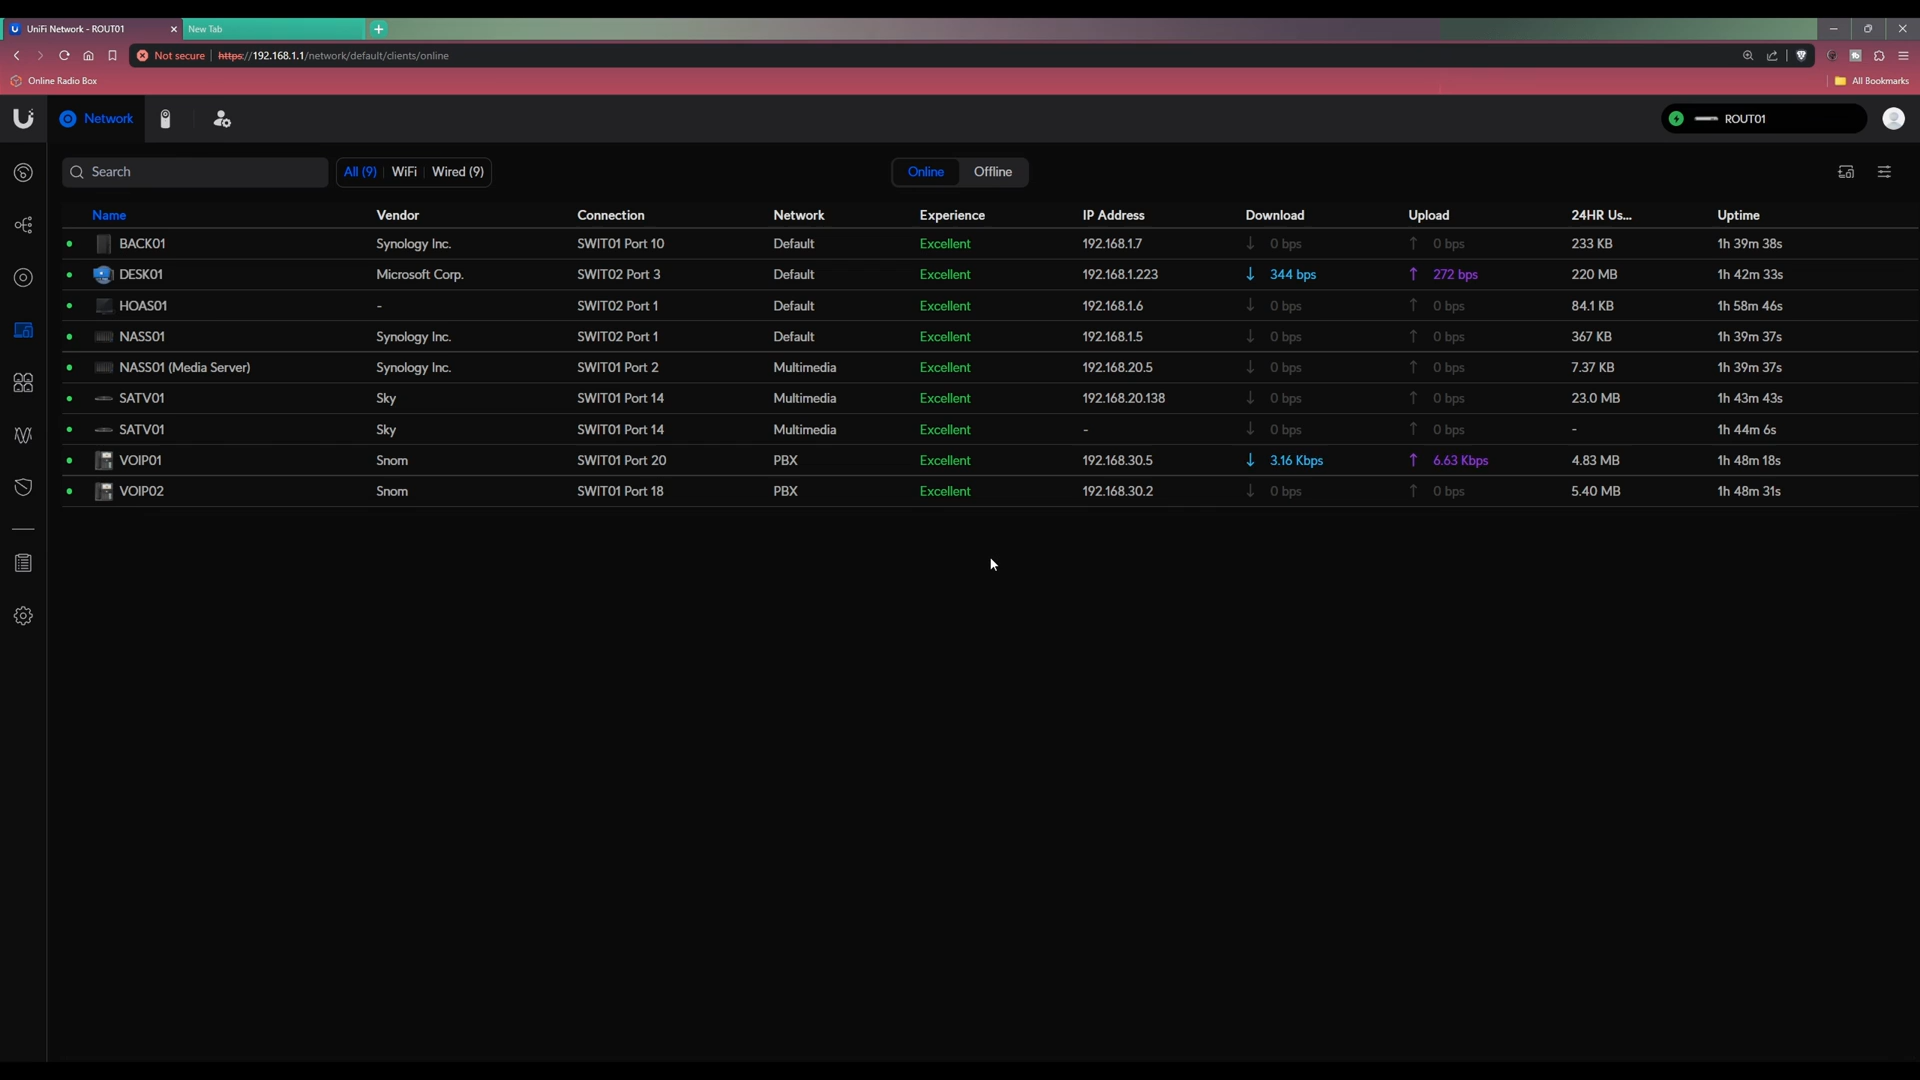 UniFi Network - ROUT01
New Tab
Not secure https://192.168.1.1/network/default/clients/online
Online Radio Box
All Bookmarks
Network
ROUT01
Search
All (9) WiFi Wired (9)
Online Offline
Name Vendor Connection Network Experience IP Address Download Upload 24HR Us... Uptime
BACK01 Synology Inc. SWIT01 Port 10 Default Excellent 192.168.1.7 ↓ 0 bps ↑ 0 bps 233 KB 1h 39m 38s
DESK01 Microsoft Corp. SWIT02 Port 3 Default Excellent 192.168.1.223 ↓ 344 bps ↑ 272 bps 220 MB 1h 42m 33s
HOAS01 - SWIT02 Port 1 Default Excellent 192.168.1.6 ↓ 0 bps ↑ 0 bps 84.1 KB 1h 58m 46s
NASS01 Synology Inc. SWIT02 Port 1 Default Excellent 192.168.1.5 ↓ 0 bps ↑ 0 bps 367 KB 1h 39m 37s
NASS01 (Media Server) Synology Inc. SWIT01 Port 2 Multimedia Excellent 192.168.20.5 ↓ 0 bps ↑ 0 bps 7.37 KB 1h 39m 37s
SATV01 Sky SWIT01 Port 14 Multimedia Excellent 192.168.20.138 ↓ 0 bps ↑ 0 bps 23.0 MB 1h 43m 43s
SATV01 Sky SWIT01 Port 14 Multimedia Excellent - ↓ 0 bps ↑ 0 bps - 1h 44m 6s
VOIP01 Snom SWIT01 Port 20 PBX Excellent 192.168.30.5 ↓ 3.16 Kbps ↑ 6.63 Kbps 4.83 MB 1h 48m 18s
VOIP02 Snom SWIT01 Port 18 PBX Excellent 192.168.30.2 ↓ 0 bps ↑ 0 bps 5.40 MB 1h 48m 31s